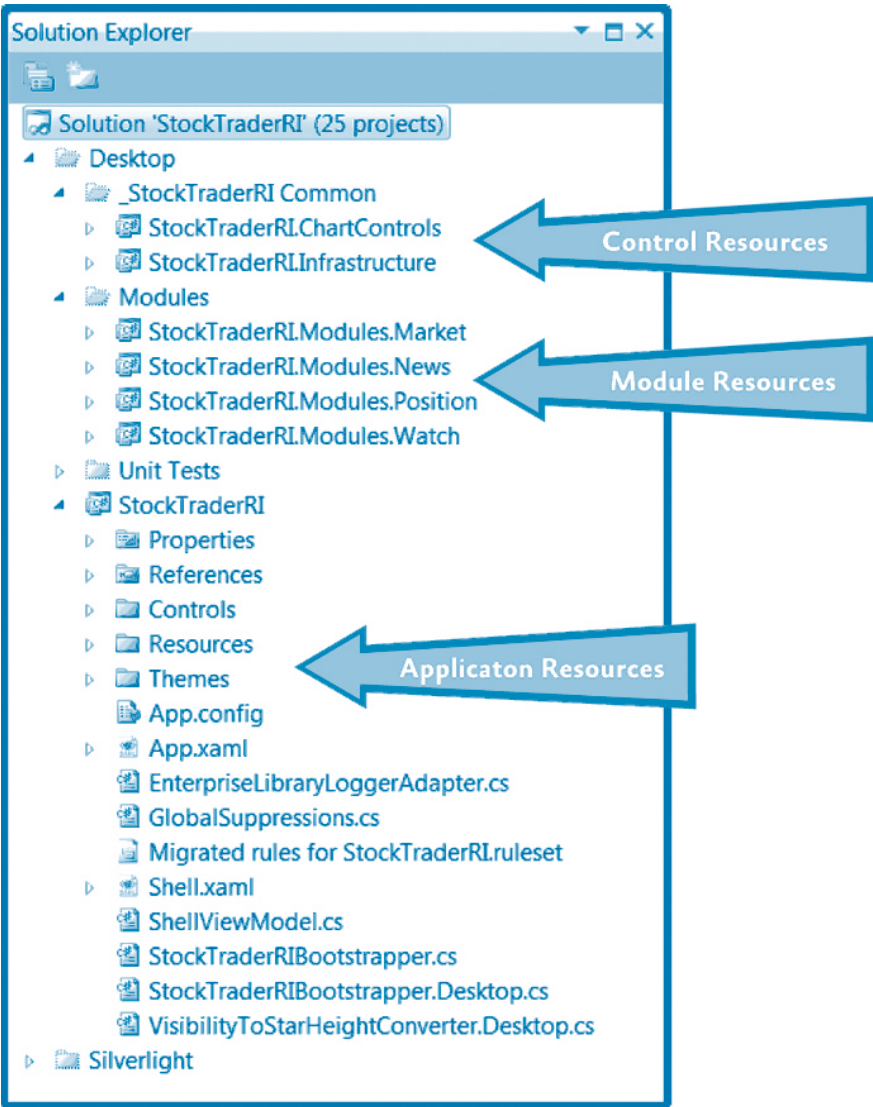 Solution Explorer
Solution 'StockTraderRI' (25 projects)
Desktop
_StockTraderRI Common
StockTraderRI.ChartControls
StockTraderRI.Infrastructure
Control Resources
Modules
StockTraderRI.Modules.Market
StockTraderRI.Modules.News
StockTraderRI.Modules.Position
StockTraderRI.Modules.Watch
Module Resources
Unit Tests
StockTraderRI
Properties
References
Controls
Resources
Themes
Applicaton Resources
App.config
App.xaml
EnterpriseLibraryLoggerAdapter.cs
GlobalSuppressions.cs
Migrated rules for StockTraderRI.ruleset
Shell.xaml
ShellViewModel.cs
StockTraderRIBootstrapper.cs
StockTraderRIBootstrapper.Desktop.cs
VisibilityToStarHeightConverter.Desktop.cs
Silverlight